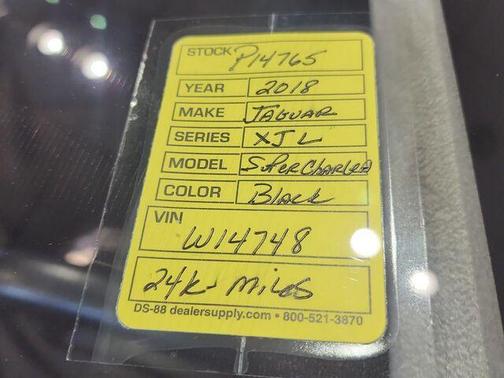 STOCK P14765
YEAR 2018
MAKE JAGUAR
SERIES XJL
MODEL SuperCharged
COLOR Black
VIN
W14748
24k- Miles
DS-88 dealersupply.com • 800-521-3870